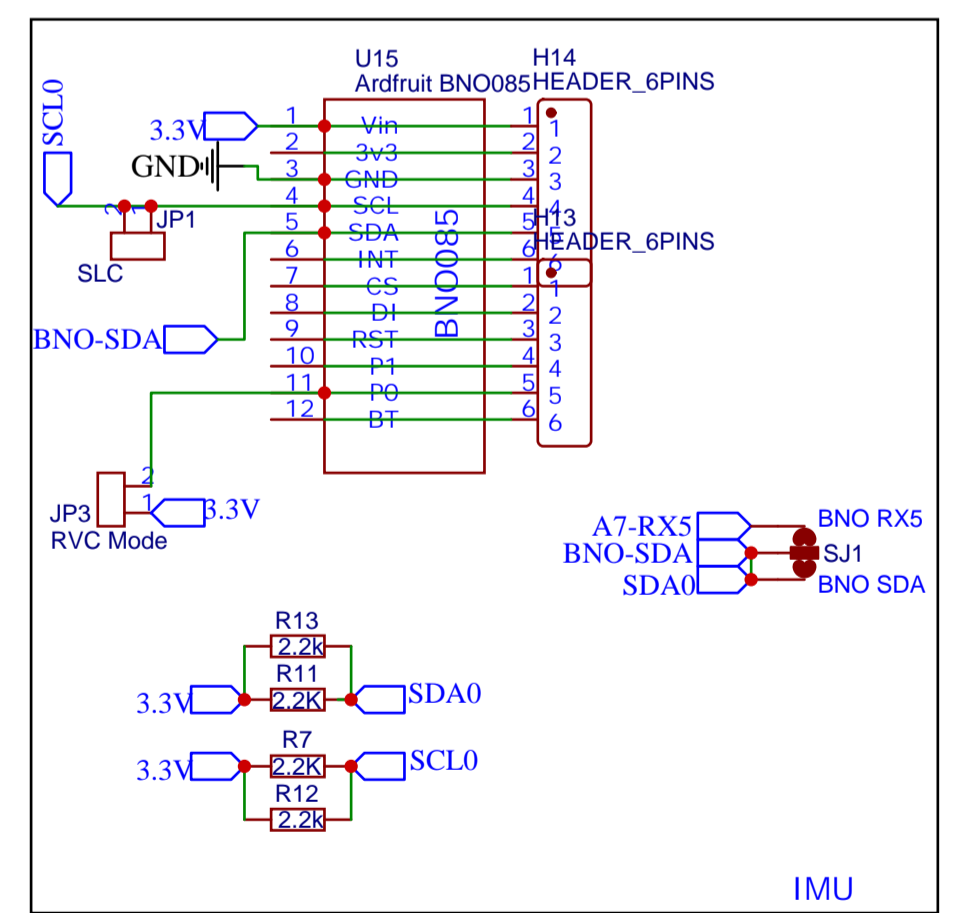 U15
Ardfruit BNO085
H14
HEADER_6PINS
SCL0
3.3V
GND
1 Vin 1 1
2 3v3 2 2
3 GND 3 3
4 SCL 4 4
5 SDA 5 5
6 INT 6 6
7 CS 1 1
8 DI 2 2
9 RST 3 3
10 P1 4 4
11 P0 5 5
12 BT 6 6
BNO085
H13
HEADER_6PINS
2 1
JP1
SLC
BNO-SDA
2
1
3.3V
JP3
RVC Mode
A7-RX5
BNO-SDA
SDA0
BNO RX5
SJ1
BNO SDA
R13
2.2k
R11
3.3V 2.2K SDA0
R7
3.3V 2.2K SCL0
R12
2.2k
IMU